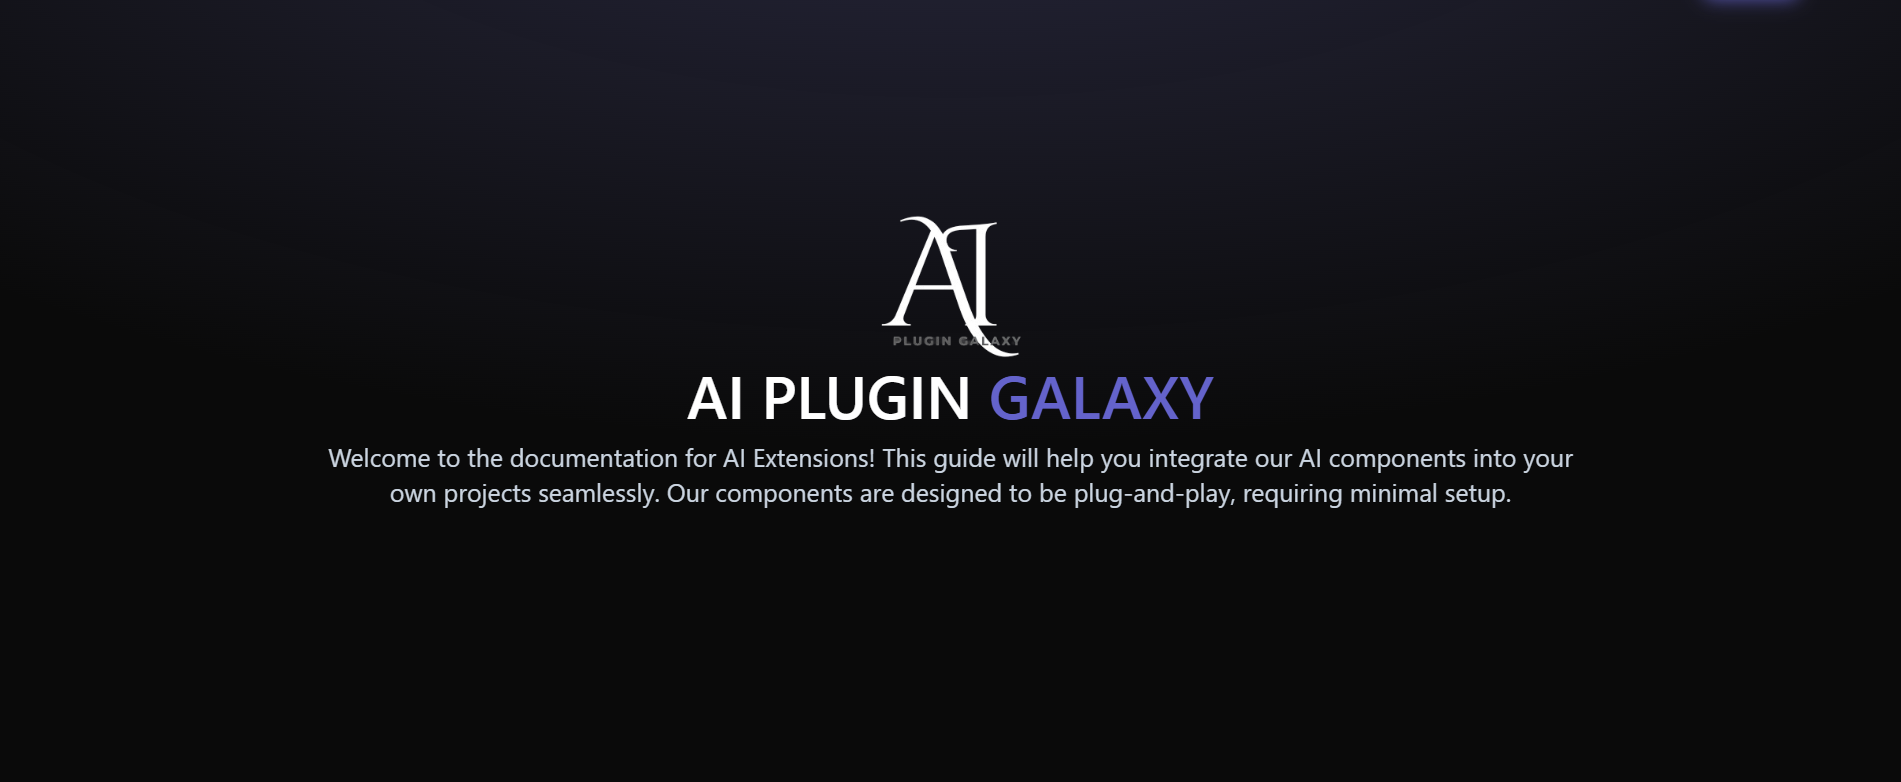 AI
PLUGIN GALAXY
AI PLUGIN GALAXY
Welcome to the documentation for AI Extensions! This guide will help you integrate our AI components into your
own projects seamlessly. Our components are designed to be plug-and-play, requiring minimal setup.